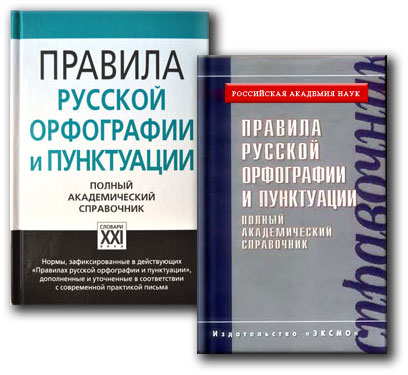 ПРАВИЛА
РУССКОЙ
ОРФОГРАФИИ
и ПУНКТУАЦИИ
ПОЛНЫЙ
АКАДЕМИЧЕСКИЙ
СПРАВОЧНИК
СЛОВАРИ
XXI
ВЕКА
Нормы, зафиксированные в действующих
«Правилах русской орфографии и пунктуации»,
дополненные и уточненные в соответствии
с современной практикой письма
РОССИЙСКАЯ АКАДЕМИЯ НАУК
ПРАВИЛА
РУССКОЙ
ОРФОГРАФИИ
И ПУНКТУАЦИИ
ПОЛНЫЙ
АКАДЕМИЧЕСКИЙ
СПРАВОЧНИК
справочник
Издательство «ЭКСМО»